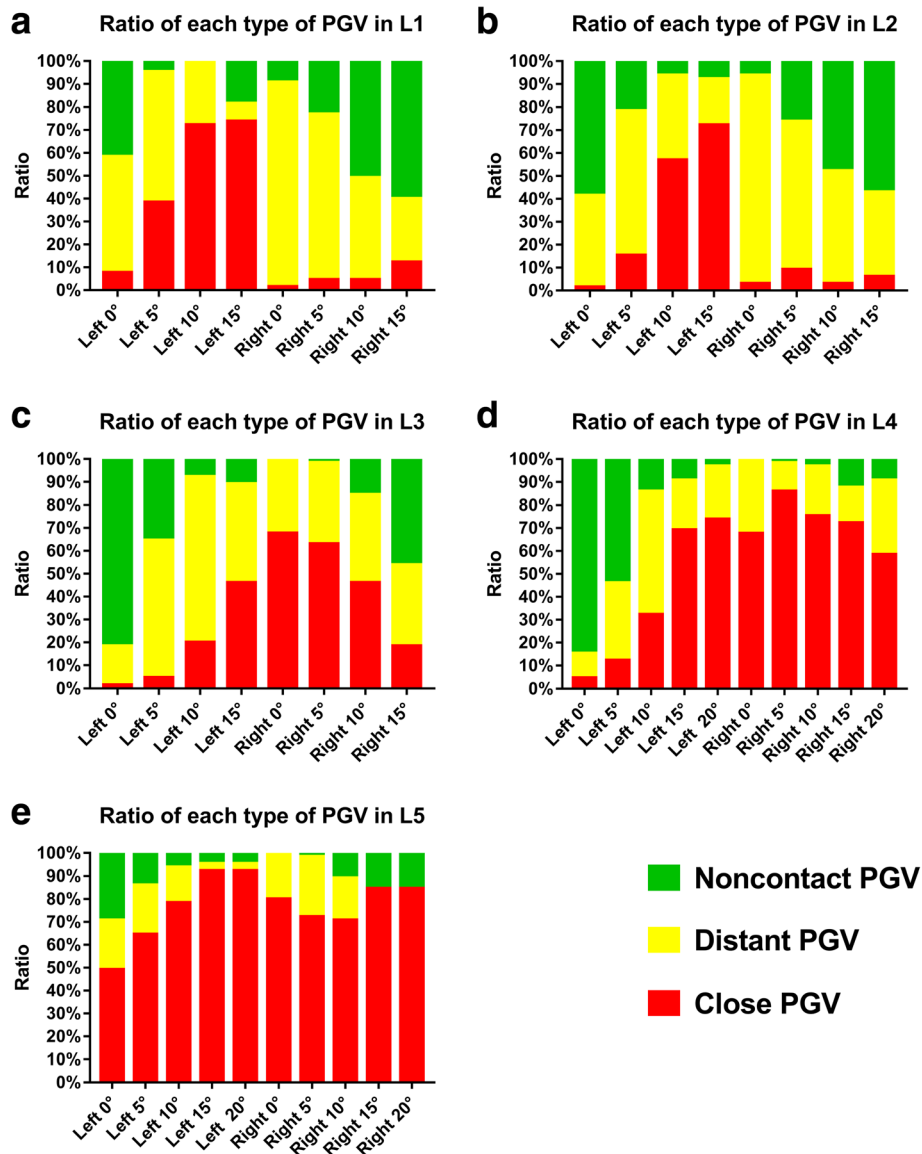 a Ratio of each type of PGV in L1
100%
90%
80%
70%
60%
50%
40%
30%
20%
10%
0%
Ratio
Left 0°
Left 5°
Left 10°
Left 15°
Right 0°
Right 5°
Right 10°
Right 15°
b Ratio of each type of PGV in L2
100%
90%
80%
70%
60%
50%
40%
30%
20%
10%
0%
Ratio
Left 0°
Left 5°
Left 10°
Left 15°
Right 0°
Right 5°
Right 10°
Right 15°
c Ratio of each type of PGV in L3
100%
90%
80%
70%
60%
50%
40%
30%
20%
10%
0%
Ratio
Left 0°
Left 5°
Left 10°
Left 15°
Right 0°
Right 5°
Right 10°
Right 15°
d Ratio of each type of PGV in L4
100%
90%
80%
70%
60%
50%
40%
30%
20%
10%
0%
Ratio
Left 0°
Left 5°
Left 10°
Left 15°
Left 20°
Right 0°
Right 5°
Right 10°
Right 15°
Right 20°
e Ratio of each type of PGV in L5
100%
90%
80%
70%
60%
50%
40%
30%
20%
10%
0%
Ratio
Left 0°
Left 5°
Left 10°
Left 15°
Left 20°
Right 0°
Right 5°
Right 10°
Right 15°
Right 20°
Noncontact PGV
Distant PGV
Close PGV